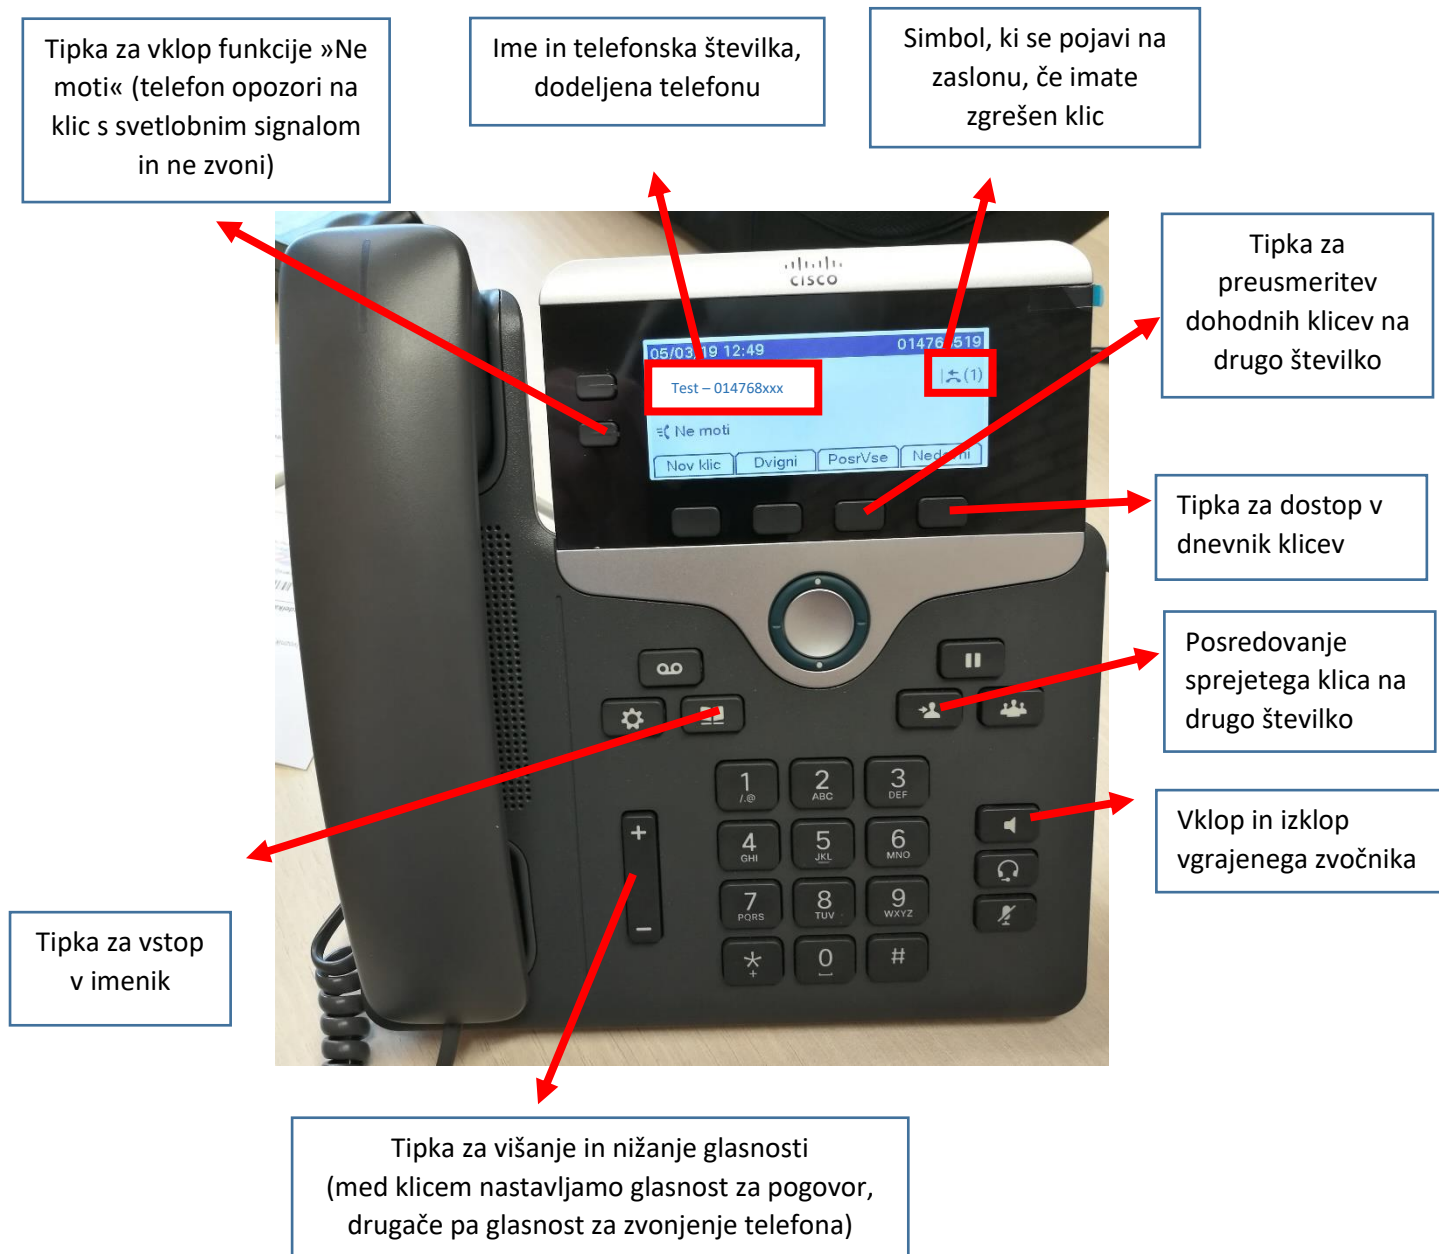 Tipka za vklop funkcije »Ne
moti« (telefon opozori na
klic s svetlobnim signalom
in ne zvoni)
Ime in telefonska številka,
dodeljena telefonu
Simbol, ki se pojavi na
zaslonu, če imate
zgrešen klic
Tipka za
preusmeritev
dohodnih klicev na
drugo številko
CISCO
05/03/19 12:49
Test – 014768xxx
(1)
Ne moti
Nov klic Dvigni PosrVse Nedavni
Tipka za dostop v
dnevnik klicev
Posredovanje
sprejetega klica na
drugo številko
Vklop in izklop
vgrajenega zvočnika
1 2 3
/.@ ABC DEF
4 5 6
GHI JKL MNO
7 8 9
PQRS TUV WXYZ
* 0 #
+
+
−
Tipka za vstop
v imenik
Tipka za višanje in nižanje glasnosti
(med klicem nastavljamo glasnost za pogovor,
drugače pa glasnost za zvonjenje telefona)